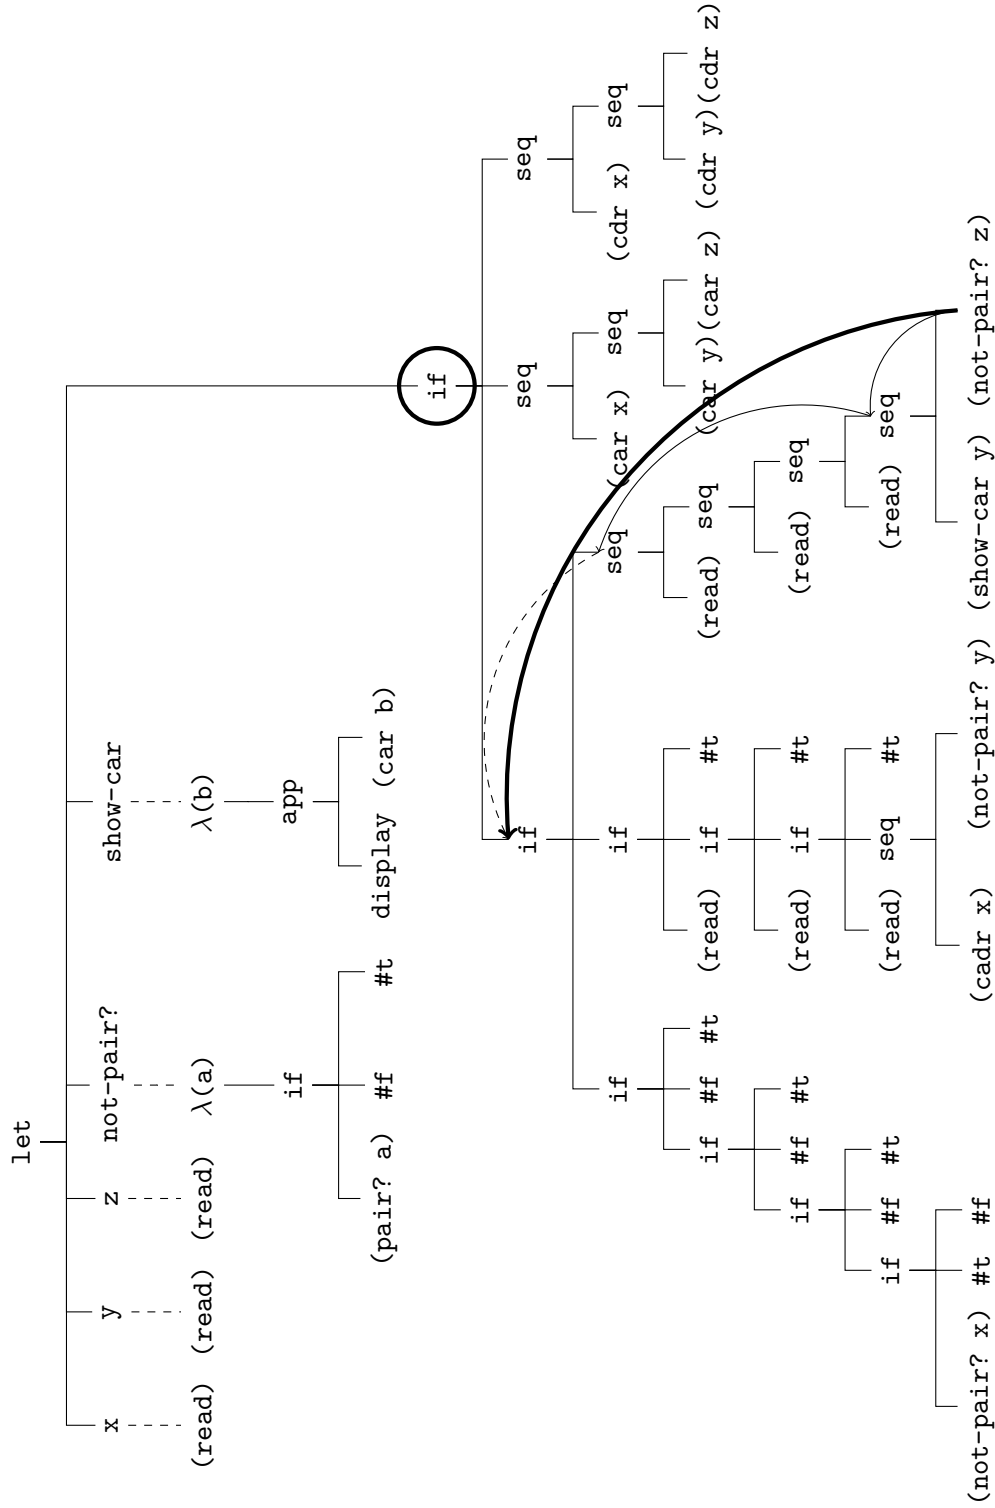 let
x y z not-pair? show-car
(read) (read) (read) λ(a) λ(b)
if app
(pair? a) #f #t display (car b)
if
if seq seq
if if seq (car x) seq (cdr x) seq
if #f #t (read) if #t (read) seq (car y)(car z) (cdr y)(cdr z)
if #f #t (read) if #t (read) seq
if #f #t (read) seq #t (read) seq
(not-pair? x) #t #f (cadr x) (not-pair? y) (show-car y) (not-pair? z)